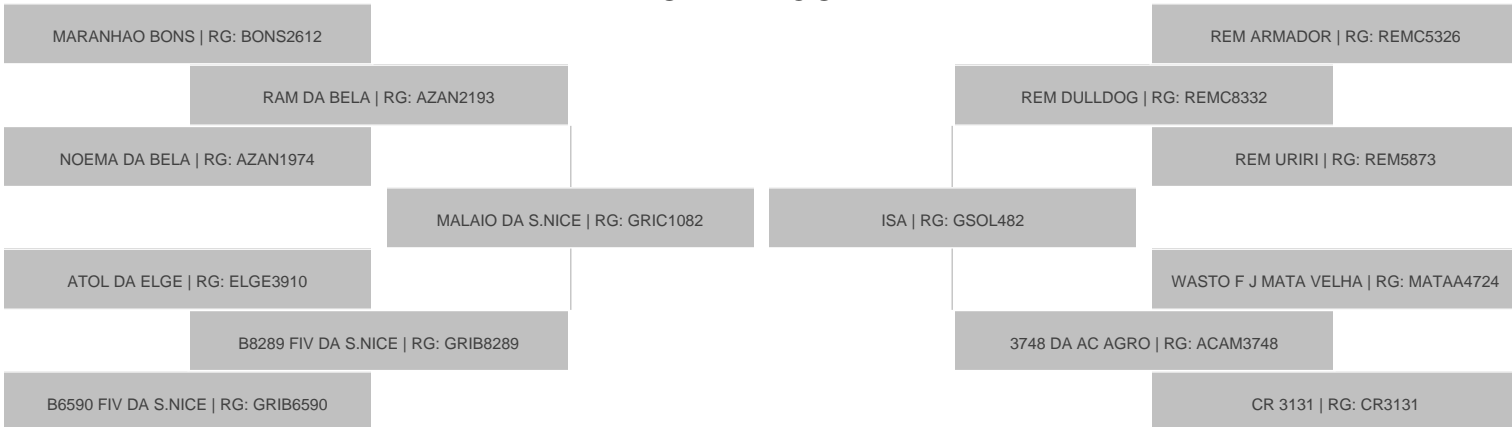 MARANHAO BONS | RG: BONS2612
REM ARMADOR | RG: REMC5326
RAM DA BELA | RG: AZAN2193
REM DULLDOG | RG: REMC8332
NOEMA DA BELA | RG: AZAN1974
REM URIRI | RG: REM5873
MALAIO DA S.NICE | RG: GRIC1082
ISA | RG: GSOL482
ATOL DA ELGE | RG: ELGE3910
WASTO F J MATA VELHA | RG: MATAA4724
B8289 FIV DA S.NICE | RG: GRIB8289
3748 DA AC AGRO | RG: ACAM3748
B6590 FIV DA S.NICE | RG: GRIB6590
CR 3131 | RG: CR3131